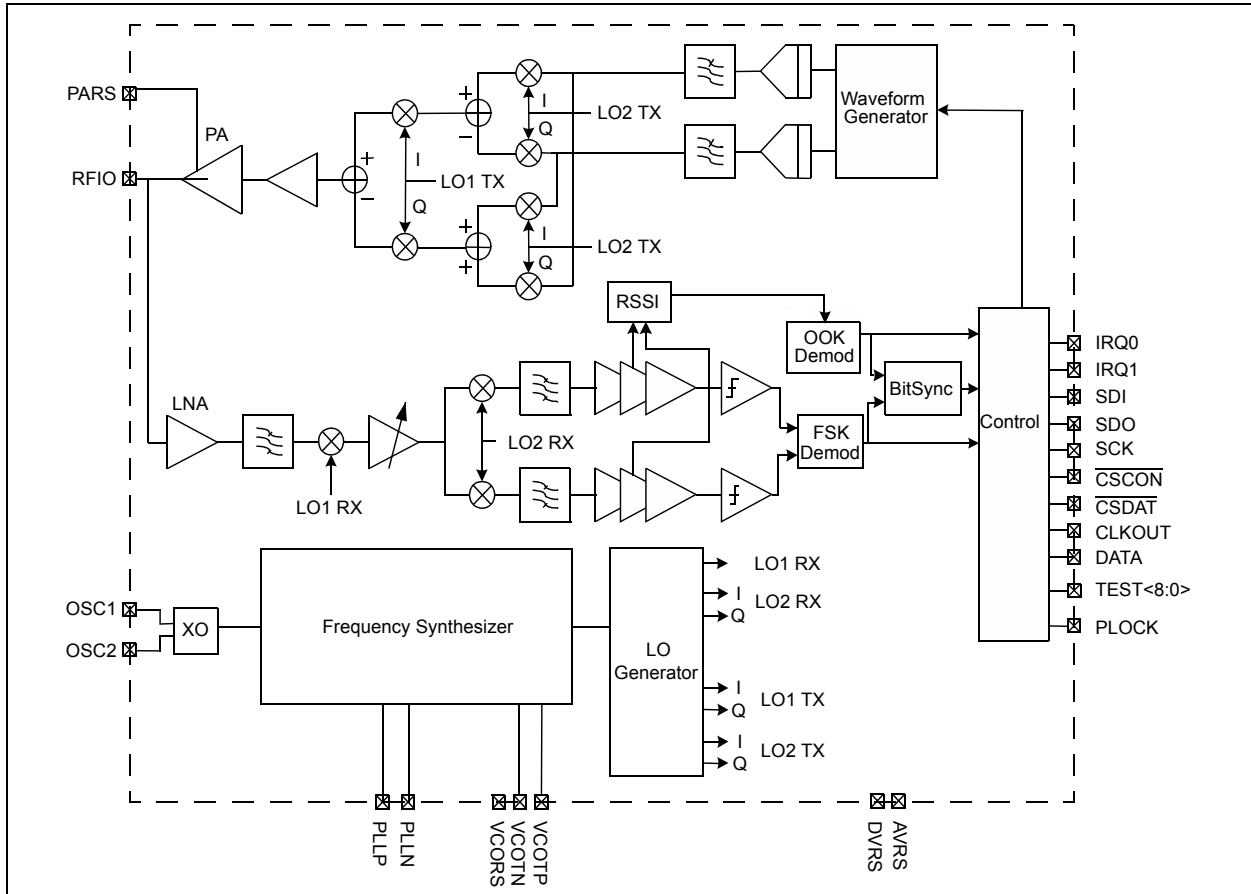 PARS
PA
RFIO
+
−
I
Q
LO1 TX
+
−
I
Q
LO2 TX
+
+
I
Q
LO2 TX
Waveform
Generator
RSSI
OOK
Demod
BitSync
FSK
Demod
Control
LNA
LO1 RX
LO2 RX
IRQ0
IRQ1
SDI
SDO
SCK
CSCON
CSDAT
CLKOUT
DATA
TEST<8:0>
PLOCK
OSC1
OSC2
XO
Frequency Synthesizer
LO
Generator
LO1 RX
I
Q
LO2 RX
I
Q
LO1 TX
I
Q
LO2 TX
PLLP
PLLN
VCORS
VCOTN
VCOTP
DVRS
AVRS